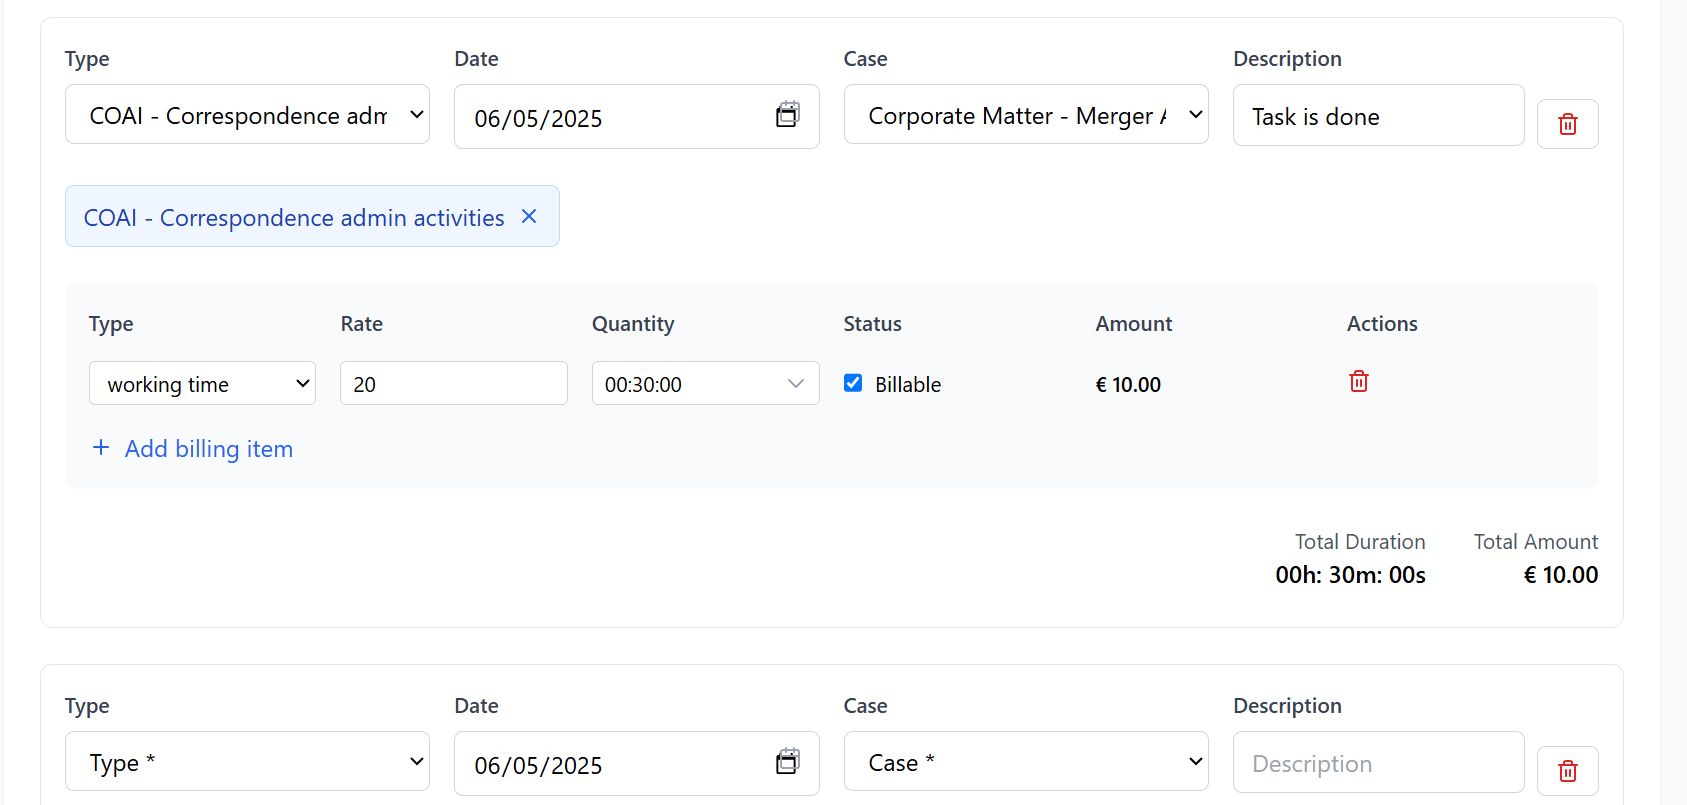 Type Date Case Description
COAI - Correspondence adm 06/05/2025 Corporate Matter - Merger Task is done
COAI - Correspondence admin activities
Type Rate Quantity Status Amount Actions
working time 20 00:30:00 Billable € 10.00
Add billing item
Total Duration Total Amount
00h: 30m: 00s € 10.00
Type Date Case Description
Type * 06/05/2025 Case * Description